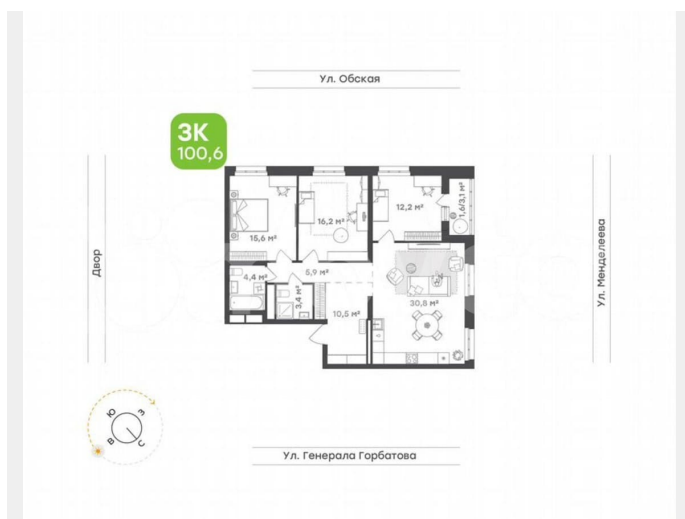 Ул. Обская
3К
100,6
15,6 м²
16,2 м²
12,2 м²
1,6/3,1 м²
4,4 м²
5,9 м²
3,4 м²
10,5 м²
30,8 м²
Двор
Ул. Менделеева
Ю
З
В
С
Ул. Генерала Горбатова